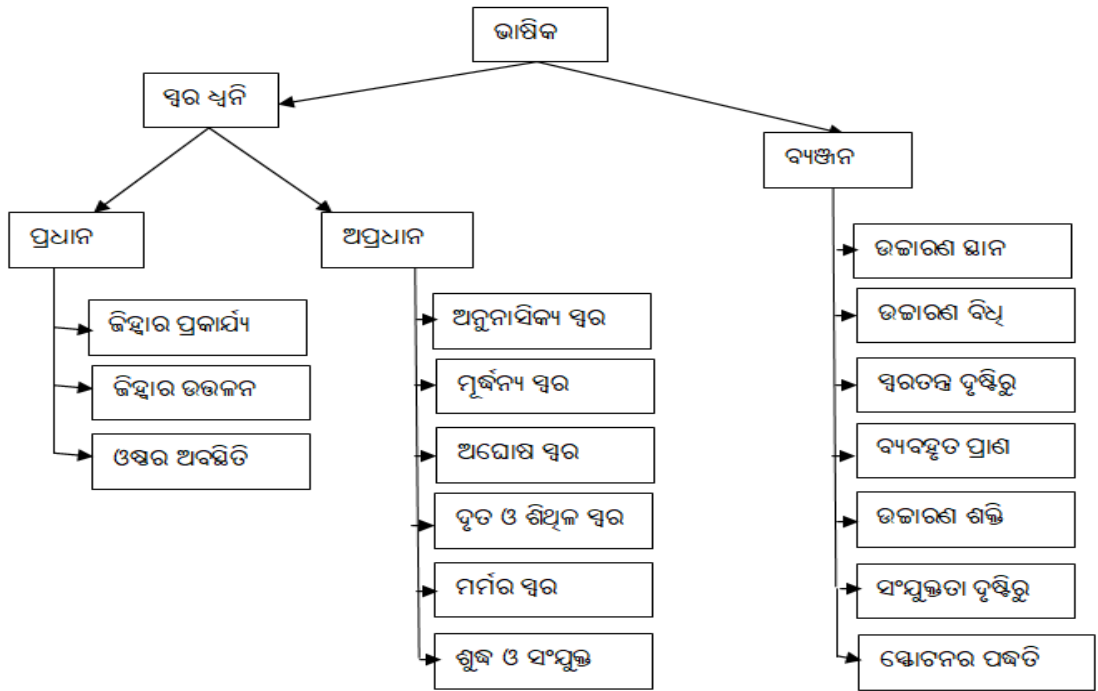 ଭାଷିକ
ସ୍ୱର ଧ୍ୱନି
ବ୍ୟଞ୍ଜନ
ପ୍ରଧାନ
ଅପ୍ରଧାନ
ଜିହ୍ୱାର ପ୍ରକାର୍ଯ୍ୟ
ଜିହ୍ୱାର ଉତ୍ତଳନ
ଓଷ୍ଠର ଅବସ୍ଥିତି
ଅନୁନାସିକ୍ୟ ସ୍ୱର
ମୂର୍ଦ୍ଧନ୍ୟ ସ୍ୱର
ଅଘୋଷ ସ୍ୱର
ଦୃତ ଓ ଶିଥିଳ ସ୍ୱର
ମର୍ମର ସ୍ୱର
ଶୁଦ୍ଧ ଓ ସଂଯୁକ୍ତ
ଉଚ୍ଚାରଣ ସ୍ଥାନ
ଉଚ୍ଚାରଣ ବିଧି
ସ୍ୱରତନ୍ତ୍ର ଦୃଷ୍ଟିରୁ
ବ୍ୟବହୃତ ପ୍ରାଣ
ଉଚ୍ଚାରଣ ଶକ୍ତି
ସଂଯୁକ୍ତତା ଦୃଷ୍ଟିରୁ
ସ୍ଫୋଟନର ପଦ୍ଧତି